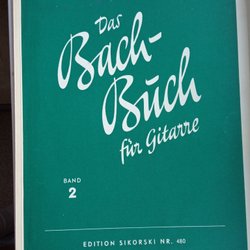 Das
Bach-
Buch
für Gitarre
BAND
2
EDITION SIKORSKI NR. 480